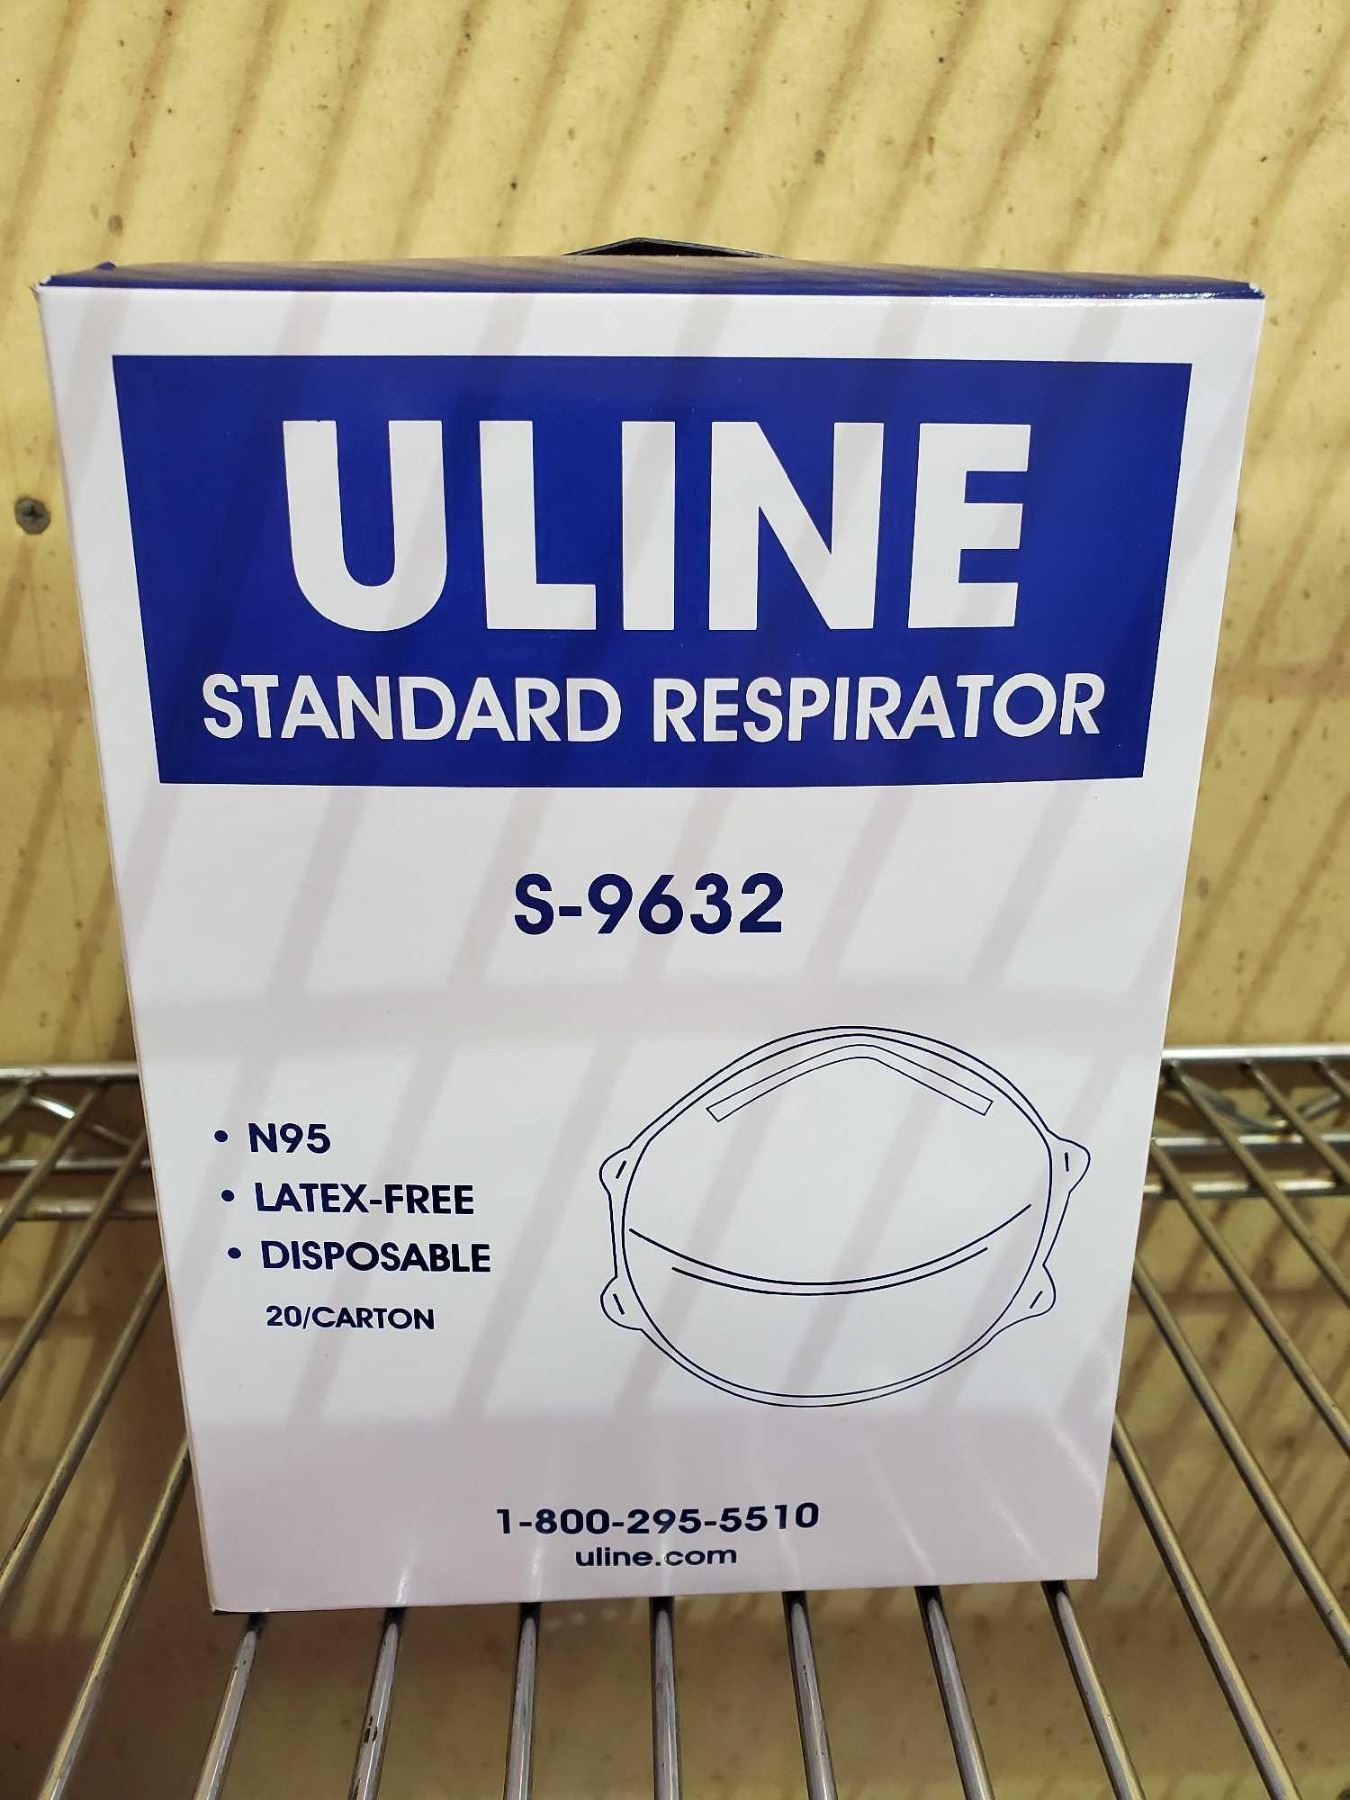 ULINE
STANDARD RESPIRATOR
S-9632
• N95
• LATEX-FREE
• DISPOSABLE
20/CARTON
1-800-295-5510
uline.com